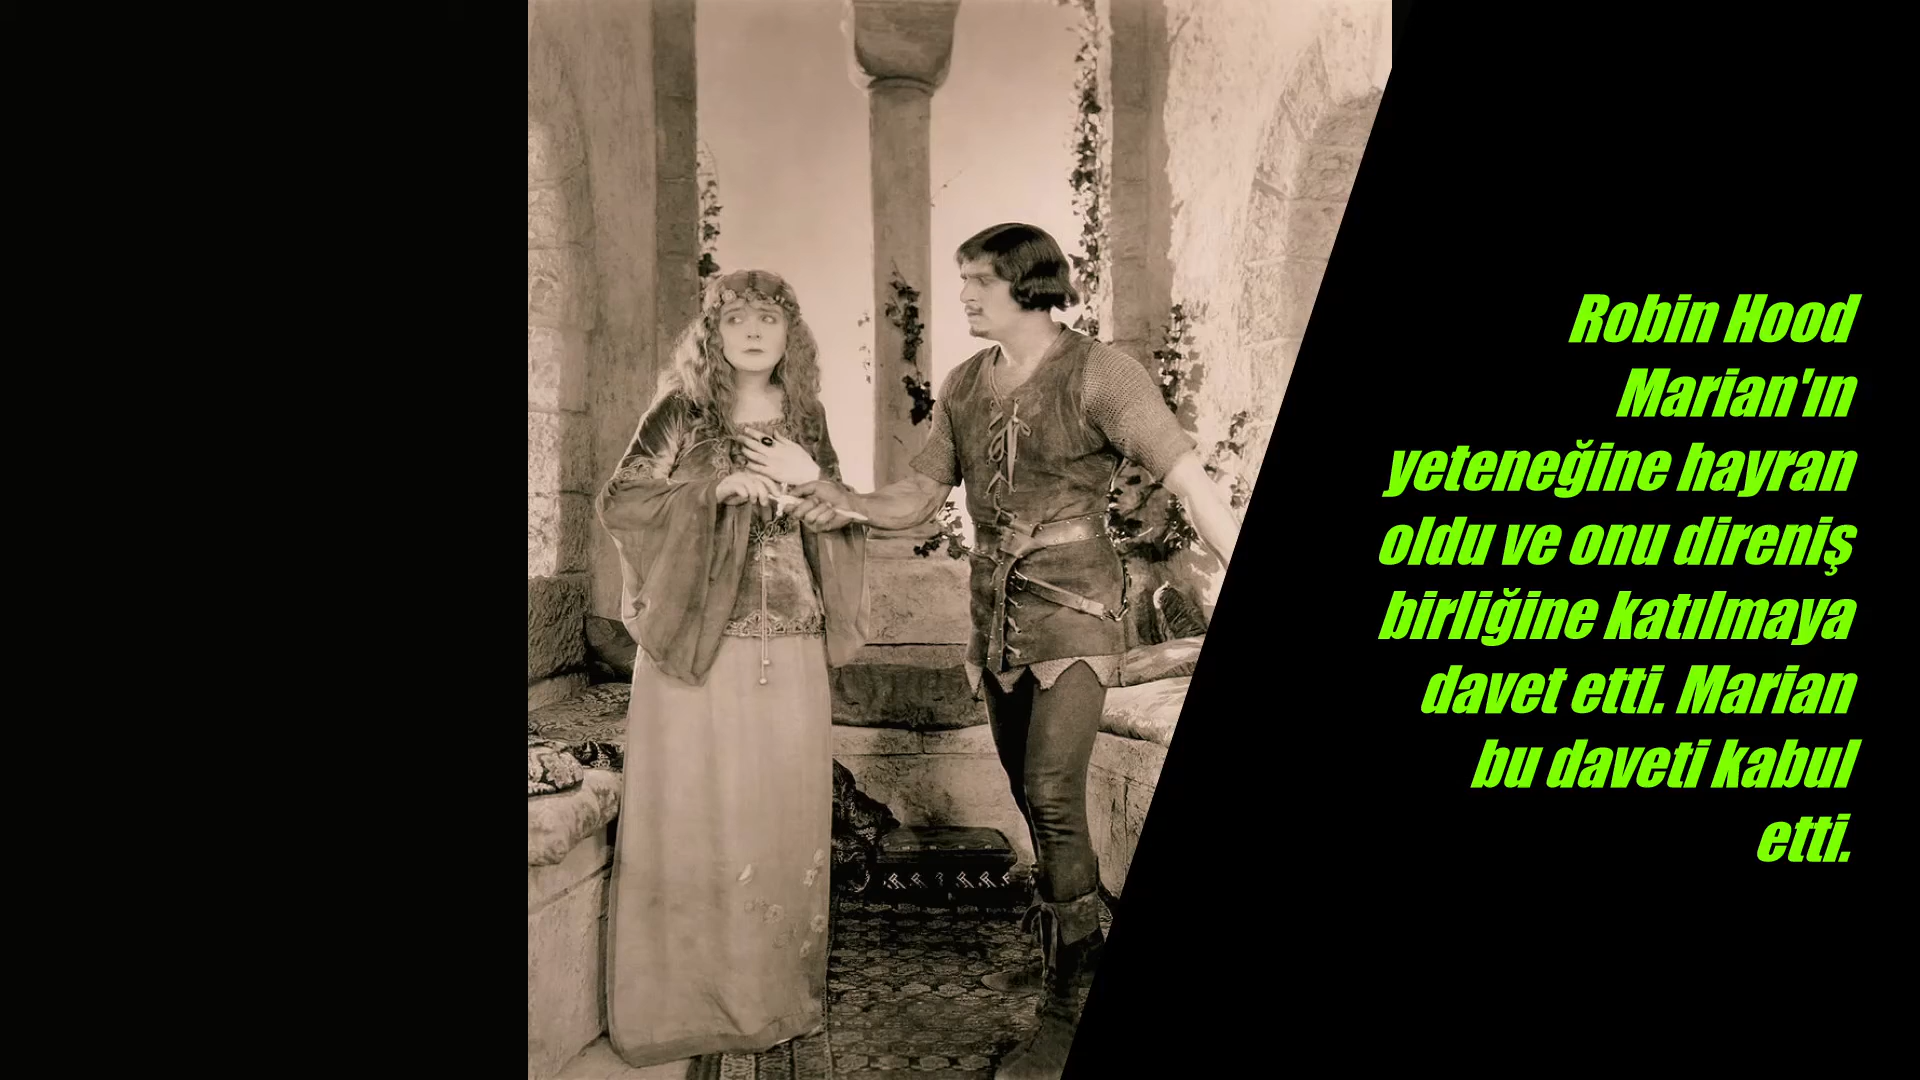 Robin Hood
Marian'ın
yeteneğine hayran
oldu ve onu direniş
birliğine katılmaya
davet etti. Marian
bu daveti kabul
etti.